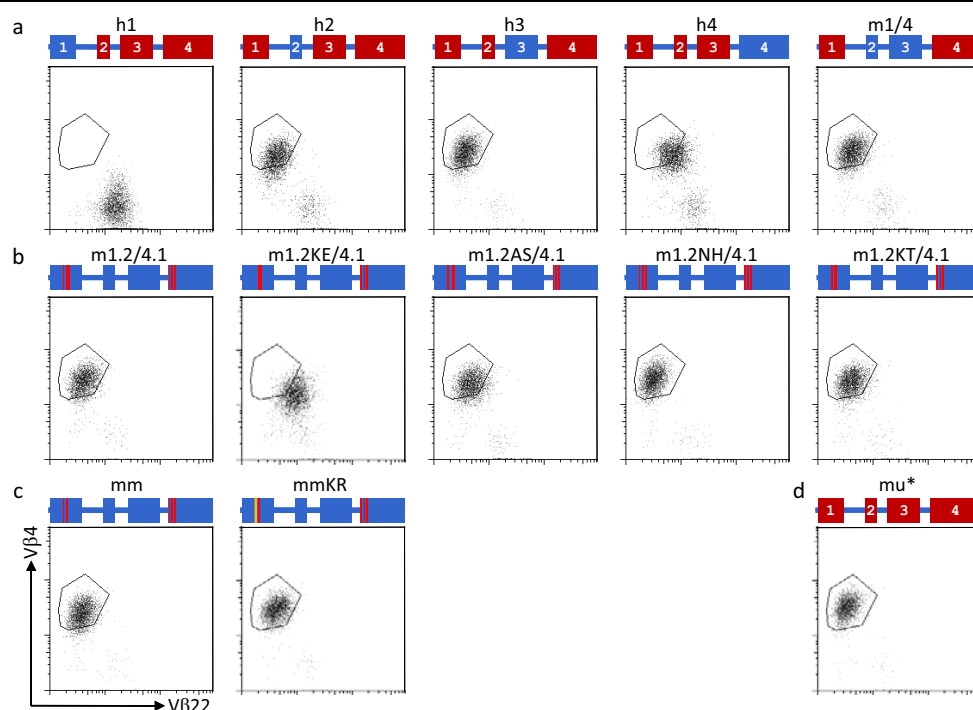 a
h1 h2 h3 h4 m1/4
1 2 3 4 1 2 3 4 1 2 3 4 1 2 3 4 1 2 3 4
b
m1.2/4.1 m1.2KE/4.1 m1.2AS/4.1 m1.2NH/4.1 m1.2KT/4.1
c
mm mmKR
d
mu*
1 2 3 4
Vβ4
Vβ22